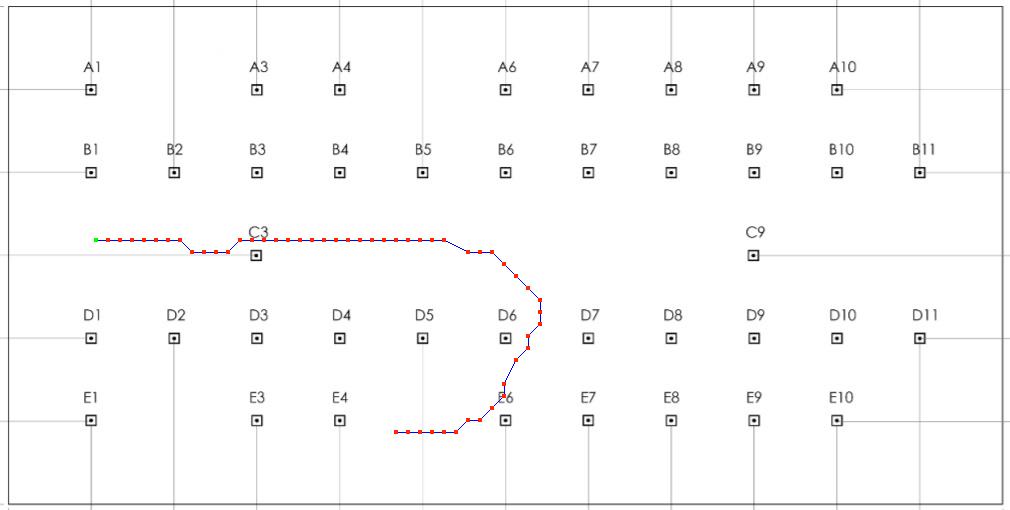 A1 A3 A4 A6 A7 A8 A9 A10
B1 B2 B3 B4 B5 B6 B7 B8 B9 B10 B11
C3 C9
D1 D2 D3 D4 D5 D6 D7 D8 D9 D10 D11
E1 E3 E4 E6 E7 E8 E9 E10